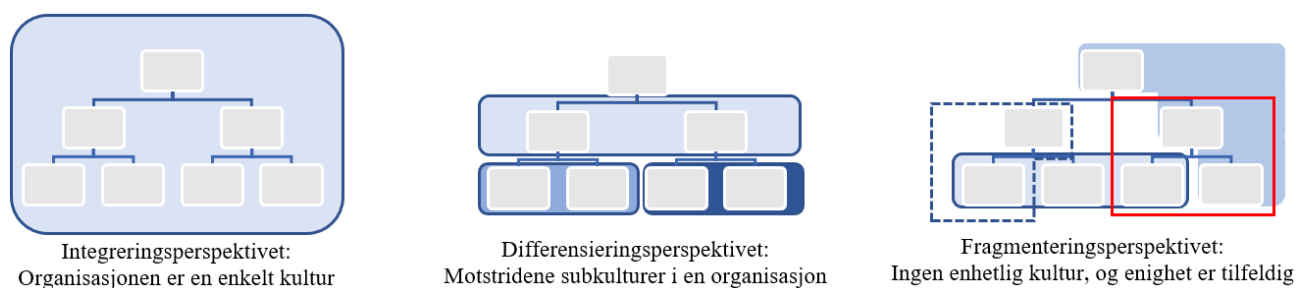 Integreringsperspektivet:
Organisasjonen er en enkelt kultur
Differensieringsperspektivet:
Motstridene subkulturer i en organisasjon
Fragmenteringsperspektivet:
Ingen enhetlig kultur, og enighet er tilfeldig